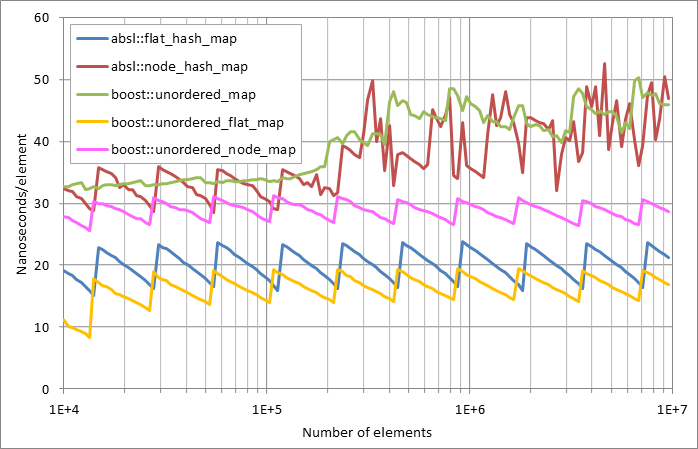 60
50
40
30
20
10
0
Nanoseconds/element
absl::flat_hash_map
absl::node_hash_map
boost::unordered_map
boost::unordered_flat_map
boost::unordered_node_map
1E+4
1E+5
1E+6
1E+7
Number of elements